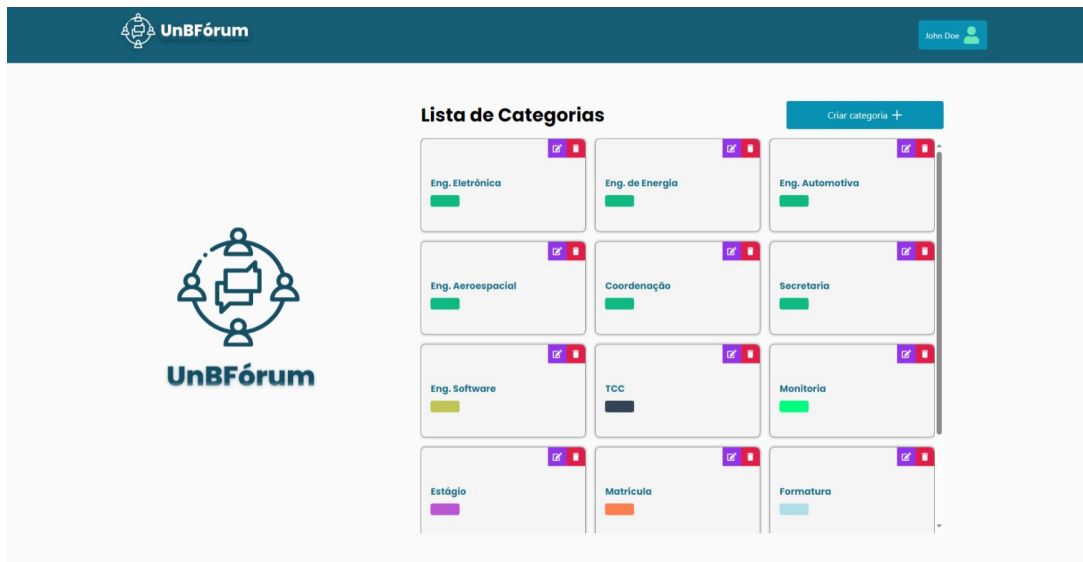 UnBFórum
John Doe
Lista de Categorias
Criar categoria +
Eng. Eletrônica
Eng. de Energia
Eng. Automotiva
Eng. Aeroespacial
Coordenação
Secretaria
UnBFórum
Eng. Software
TCC
Monitoria
Estágio
Matrícula
Formatura